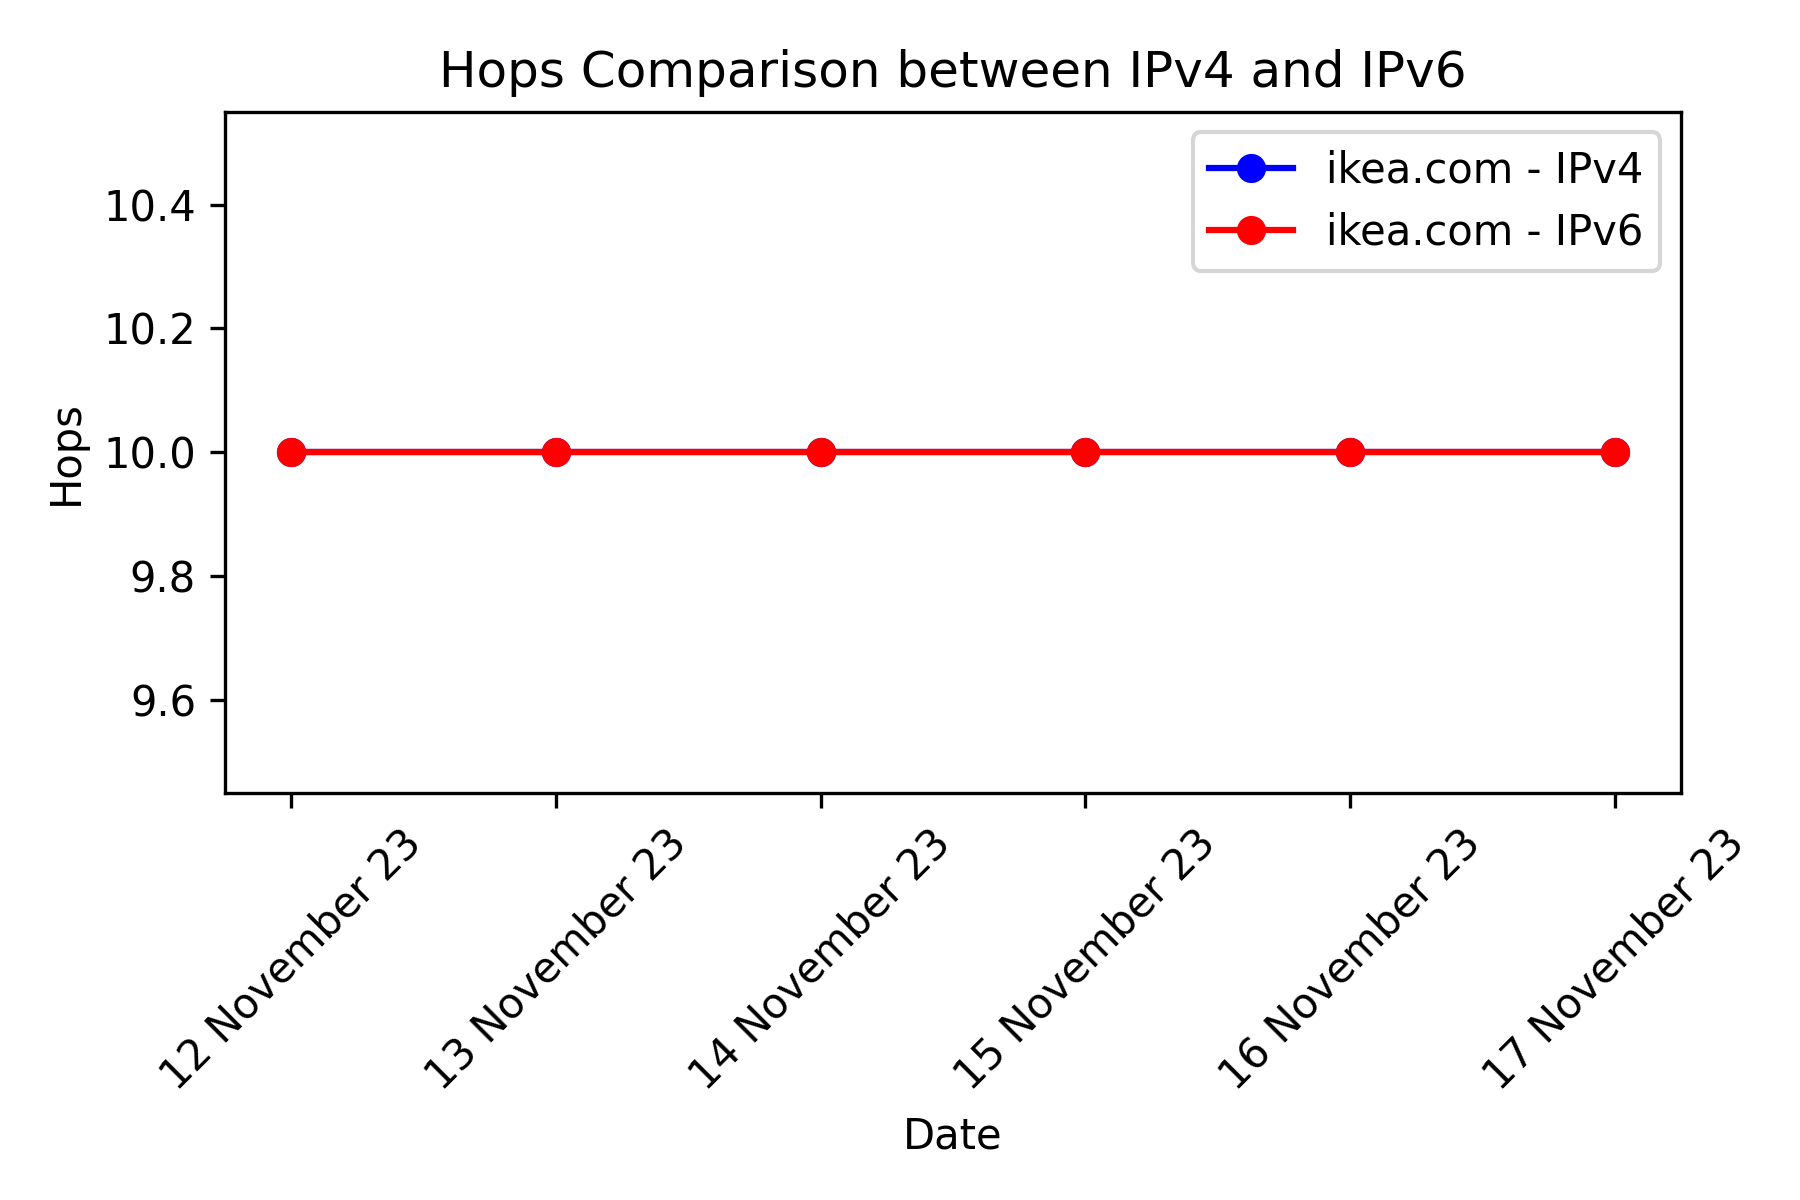 Hops Comparison between IPv4 and IPv6
ikea.com - IPv4
ikea.com - IPv6
10.4
10.2
10.0
9.8
9.6
Hops
12 November 23
13 November 23
14 November 23
15 November 23
16 November 23
17 November 23
Date